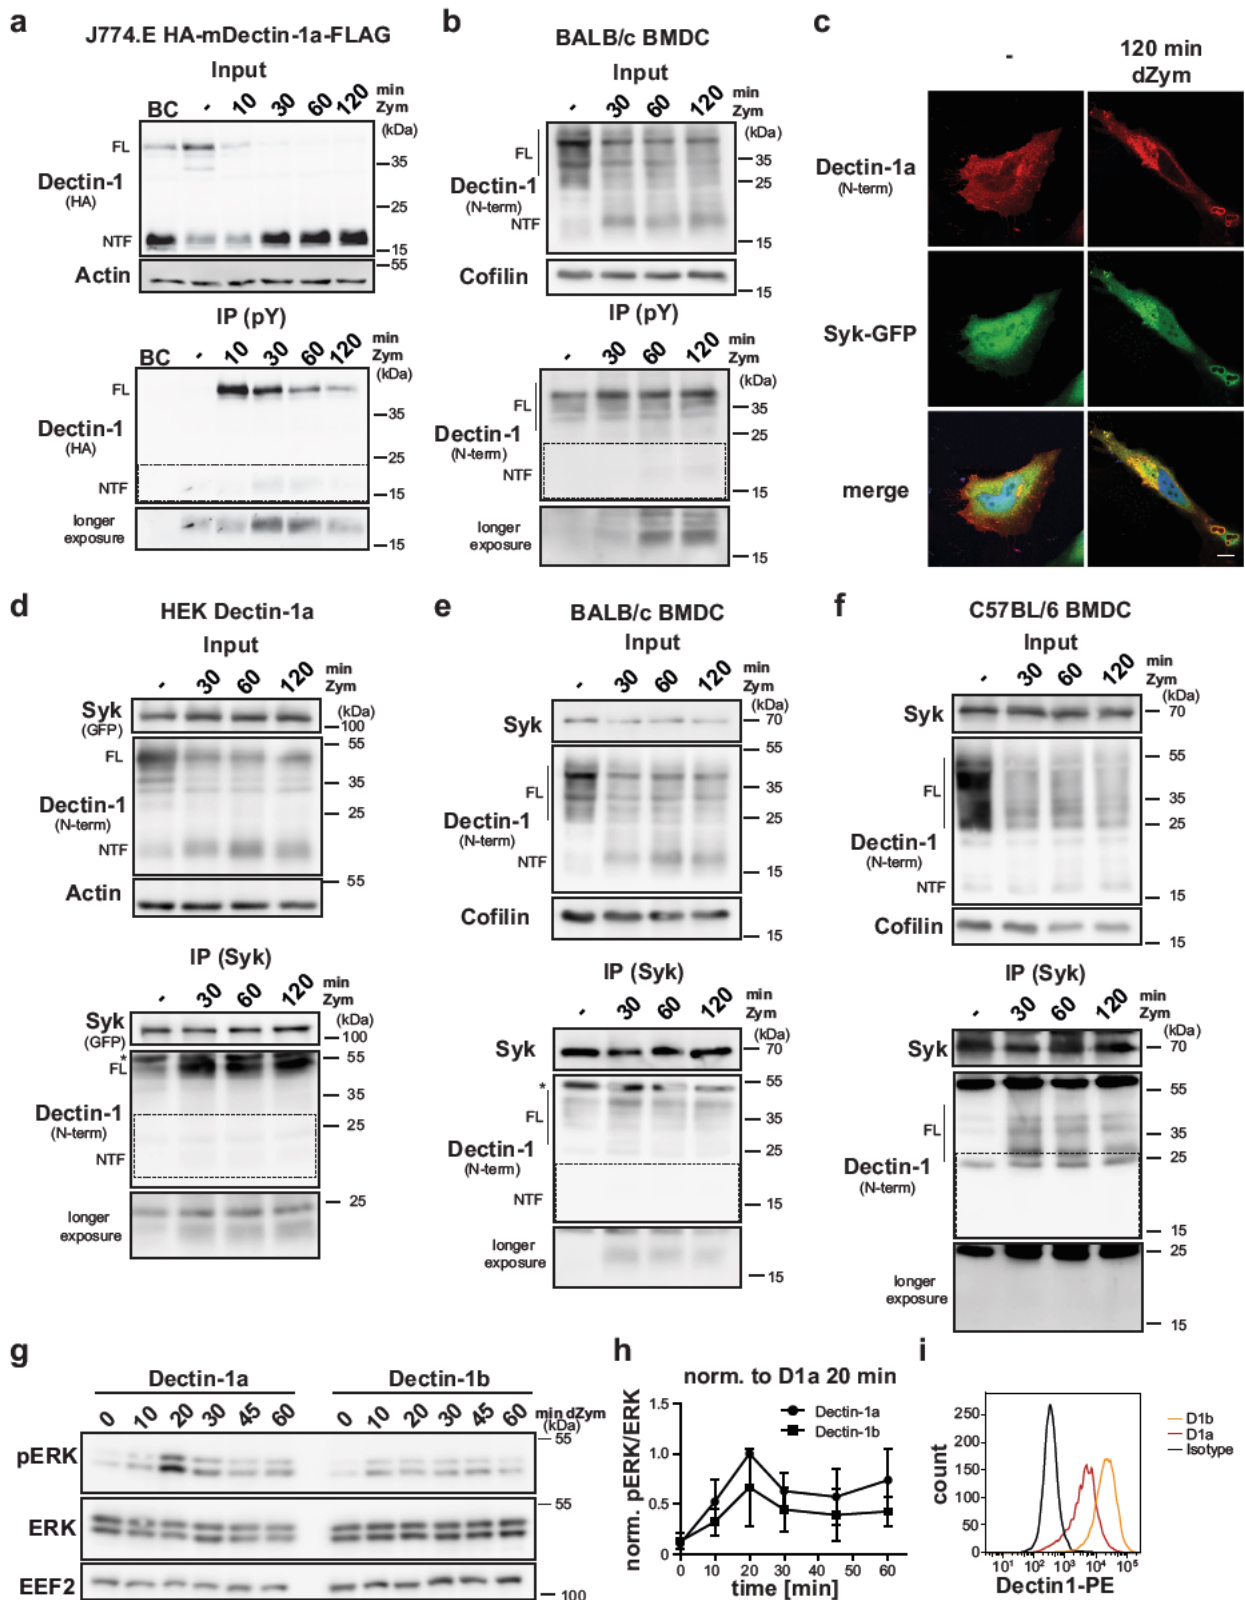 a
J774.E HA-mDectin-1a-FLAG
Input
BC - 10 30 60 120 min Zym
(kDa)
FL
35
Dectin-1
(HA)
25
NTF
15
55
Actin
IP (pY)
BC - 10 30 60 120 min Zym
(kDa)
FL
35
Dectin-1
(HA)
25
NTF
15
longer exposure
15
b
BALB/c BMDC
Input
- 30 60 120 min Zym
(kDa)
FL
35
Dectin-1
25
(N-term)
NTF
15
Cofilin
15
IP (pY)
- 30 60 120 min Zym
(kDa)
FL
35
Dectin-1
25
(N-term)
NTF
15
longer exposure
15
c
- 120 min dZym
Dectin-1a
(N-term)
Syk-GFP
merge
d
HEK Dectin-1a
Input
- 30 60 120 min Zym
Syk
(kDa)
(GFP)
100
55
FL
35
Dectin-1
25
(N-term)
NTF
55
Actin
IP (Syk)
- 30 60 120 min Zym
Syk
(kDa)
(GFP)
100
*
55
FL
35
Dectin-1
25
(N-term)
NTF
25
longer exposure
e
BALB/c BMDC
Input
- 30 60 120 min Zym
(kDa)
Syk
70
55
FL
35
Dectin-1
25
(N-term)
NTF
15
Cofilin
15
IP (Syk)
- 30 60 120 min Zym
(kDa)
Syk
70
*
55
FL
35
Dectin-1
25
(N-term)
NTF
15
longer exposure
15
f
C57BL/6 BMDC
Input
- 30 60 120 min Zym
(kDa)
Syk
70
55
FL
35
25
Dectin-1
(N-term)
NTF
15
Cofilin
15
IP (Syk)
- 30 60 120 min Zym
(kDa)
Syk
70
55
FL
35
25
Dectin-1
(N-term)
15
25
longer exposure
15
g
Dectin-1a Dectin-1b
0 10 20 30 45 60 0 10 20 30 45 60 min dZym
(kDa)
55
pERK
55
ERK
EEF2
100
h
norm. to D1a 20 min
1.5
1.0
0.5
0
norm. pERK/ERK
Dectin-1a
Dectin-1b
0 10 20 30 40 50 60
time [min]
i
250
200
150
100
50
0
count
10¹ 10² 10³ 10⁴ 10⁵
Dectin1-PE
D1b
D1a
Isotype